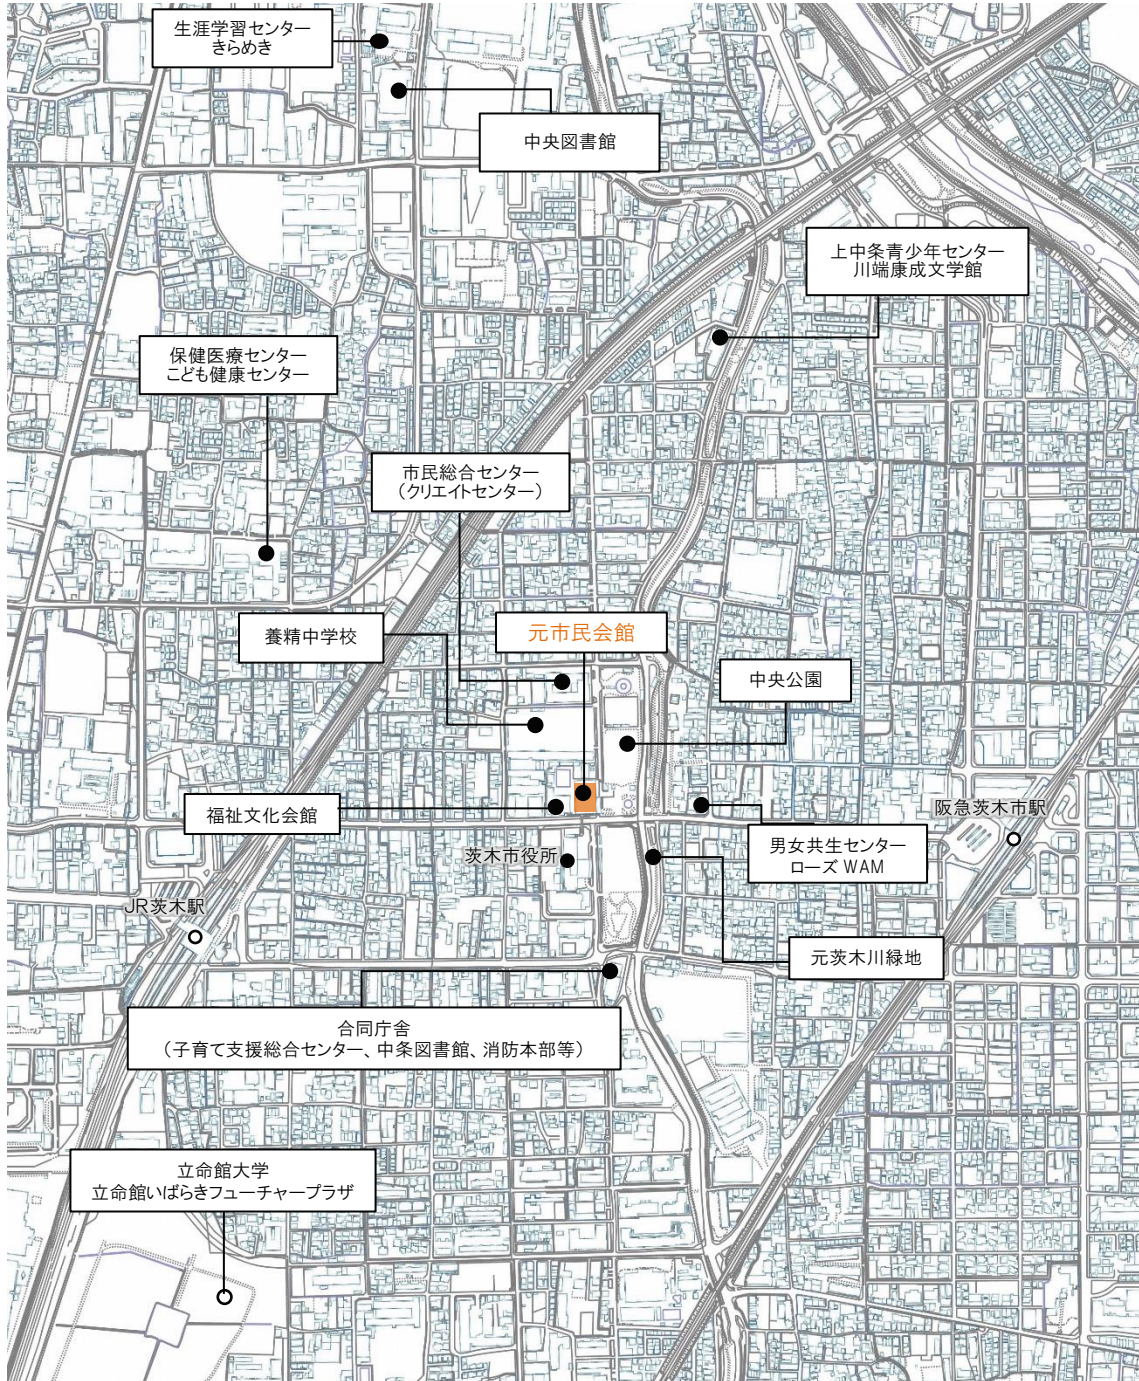 生涯学習センター
きらめき
中央図書館
上中条青少年センター
川端康成文学館
保健医療センター
こども健康センター
市民総合センター
（クリエイトセンター）
養精中学校
元市民会館
中央公園
福祉文化会館
阪急茨木市駅
茨木市役所
男女共生センター
ローズ WAM
JR茨木駅
元茨木川緑地
合同庁舎
（子育て支援総合センター、中条図書館、消防本部等）
立命館大学
立命館いばらきフューチャープラザ